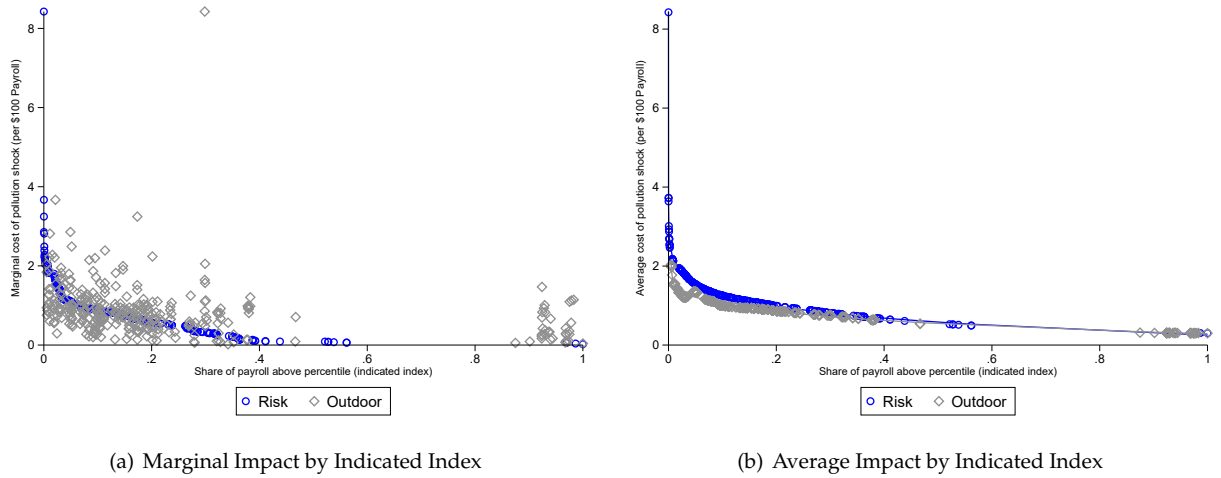 Marginal cost of pollution shock (per $100 Payroll)
8
6
4
2
0
0 .2 .4 .6 .8 1
Share of payroll above percentile (indicated index)
Risk Outdoor
(a) Marginal Impact by Indicated Index
Average cost of pollution shock (per $100 Payroll)
8
6
4
2
0
0 .2 .4 .6 .8 1
Share of payroll above percentile (indicated index)
Risk Outdoor
(b) Average Impact by Indicated Index